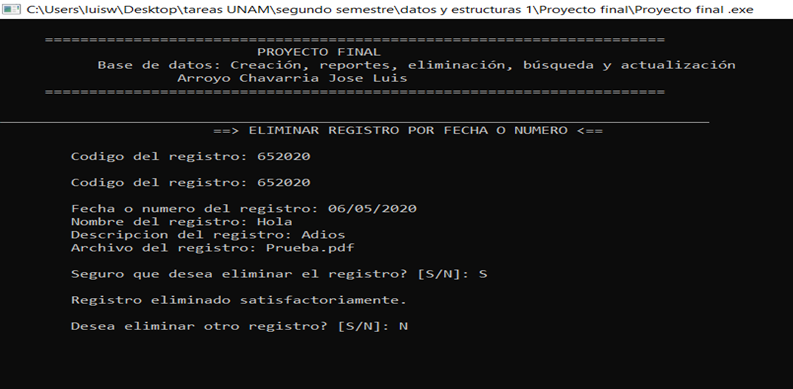 C:\Users\luisw\Desktop\tareas UNAM\segundo semestre\datos y estructuras 1\Proyecto final\Proyecto final .exe
======================================================================
PROYECTO FINAL
Base de datos: Creación, reportes, eliminación, búsqueda y actualización
Arroyo Chavarria Jose Luis
======================================================================
==> ELIMINAR REGISTRO POR FECHA O NUMERO <==
Codigo del registro: 652020
Codigo del registro: 652020
Fecha o numero del registro: 06/05/2020
Nombre del registro: Hola
Descripcion del registro: Adios
Archivo del registro: Prueba.pdf
Seguro que desea eliminar el registro? [S/N]: S
Registro eliminado satisfactoriamente.
Desea eliminar otro registro? [S/N]: N